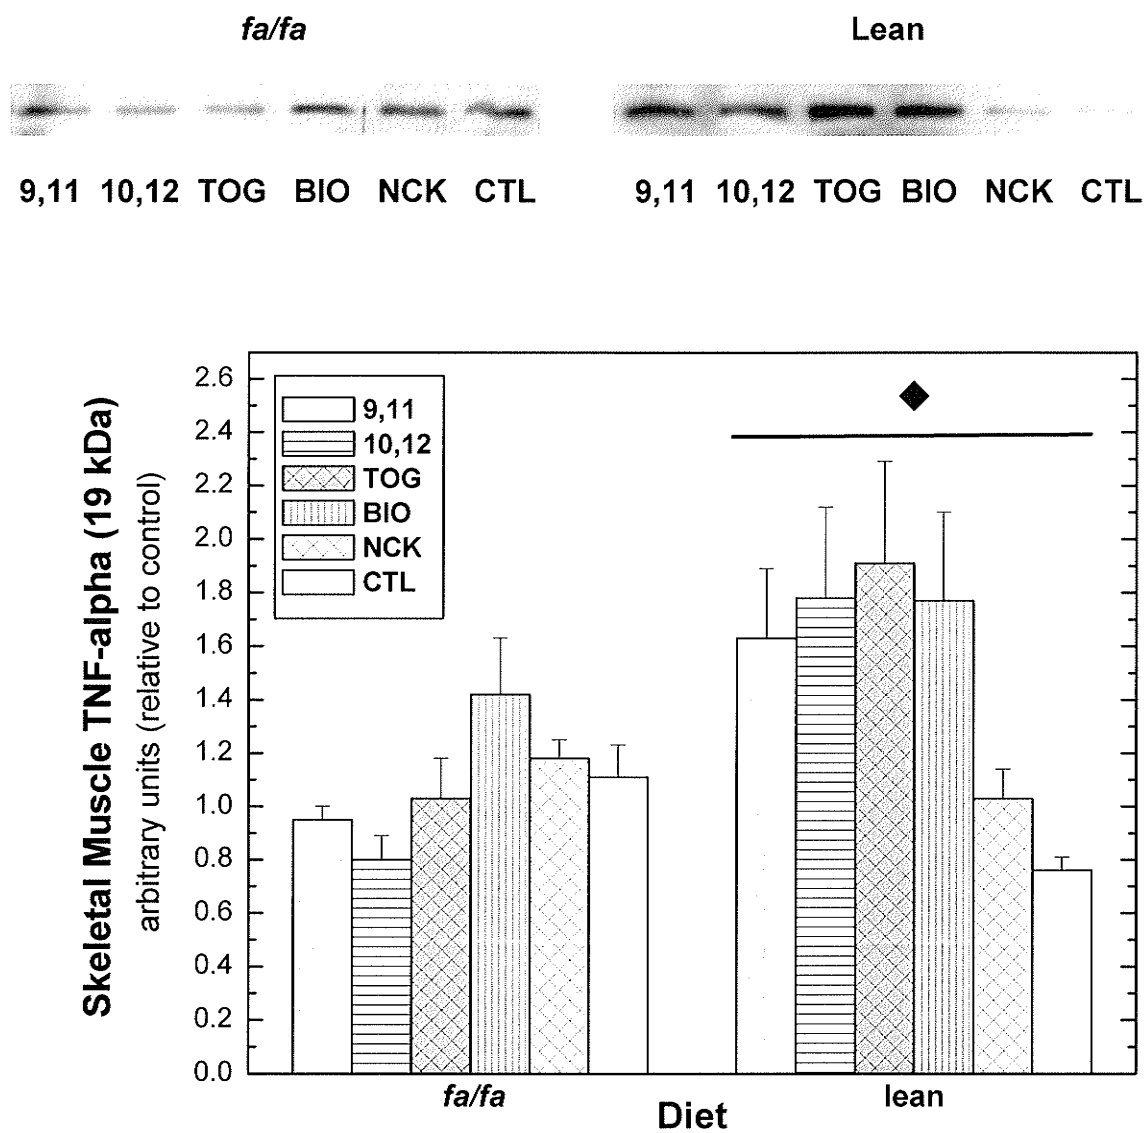 fa/fa Lean
9,11 10,12 TOG BIO NCK CTL 9,11 10,12 TOG BIO NCK CTL
Skeletal Muscle TNF-alpha (19 kDa)
arbitrary units (relative to control)
2.6
2.4
2.2
2.0
1.8
1.6
1.4
1.2
1.0
0.8
0.6
0.4
0.2
0.0
9,11
10,12
TOG
BIO
NCK
CTL
fa/fa lean
Diet